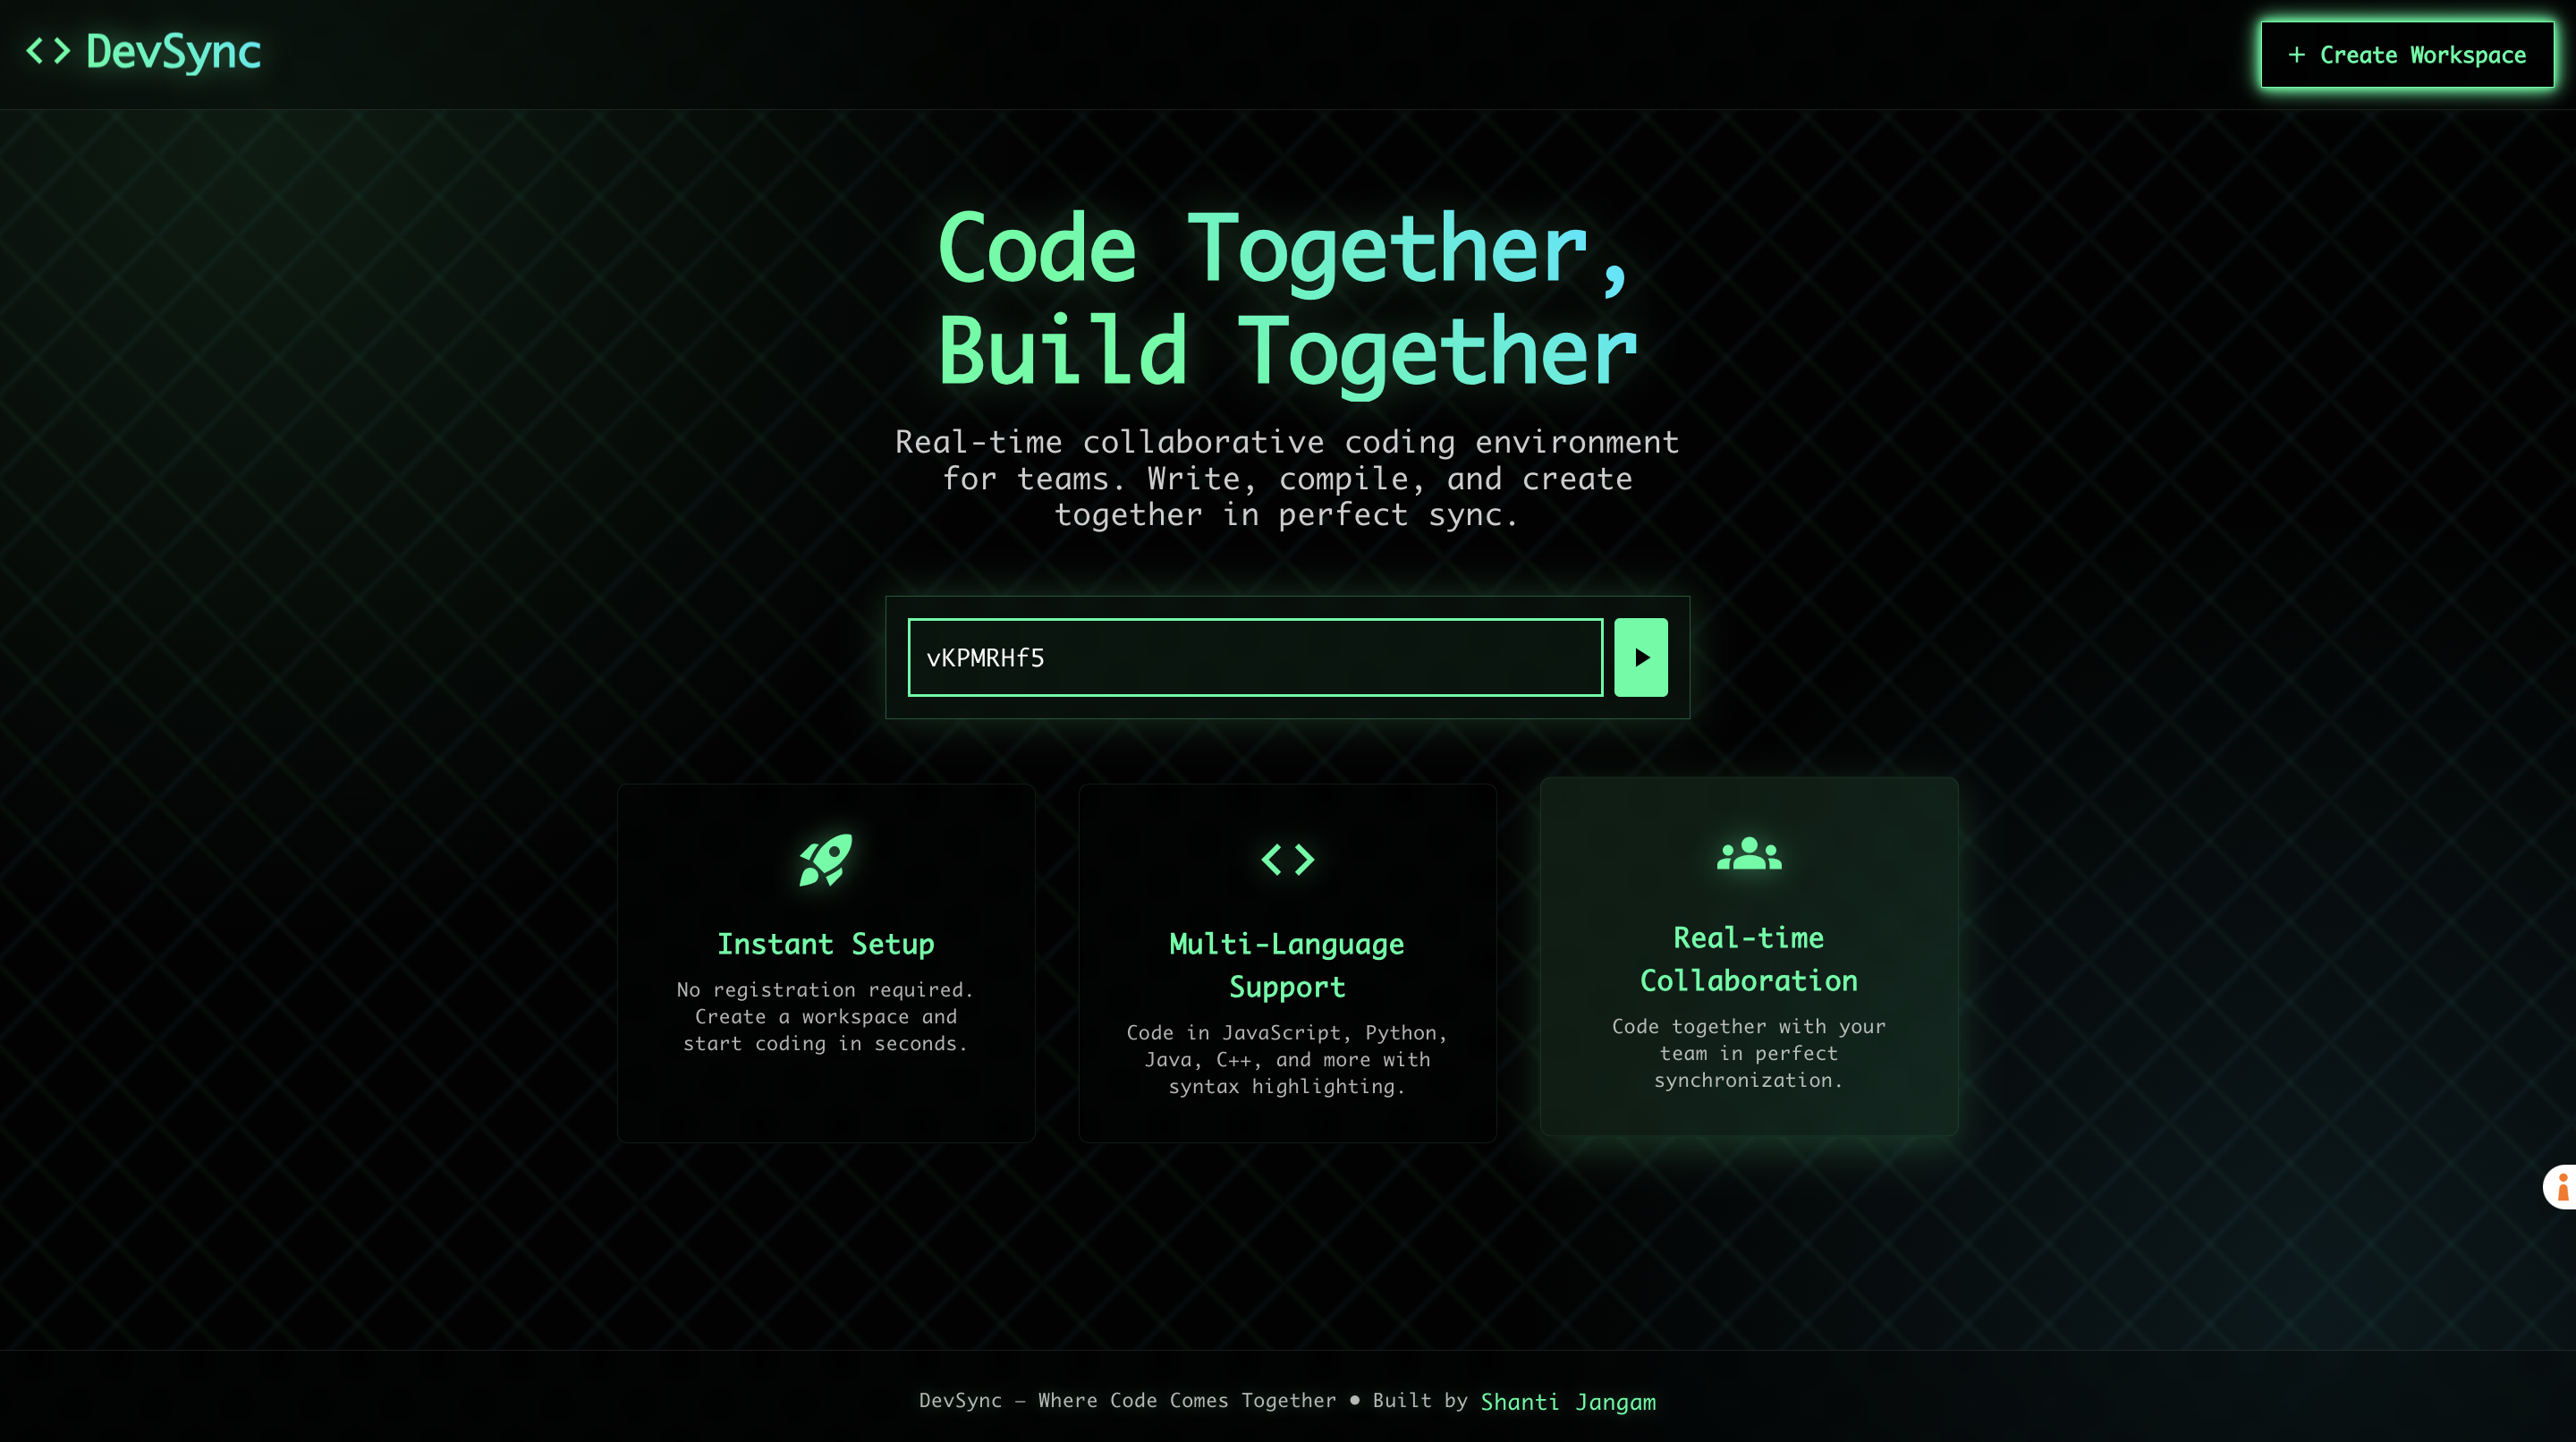 <> DevSync
+ Create Workspace
Code Together,
Build Together
Real-time collaborative coding environment
for teams. Write, compile, and create
together in perfect sync.
vKPMRHf5
Instant Setup
No registration required.
Create a workspace and
start coding in seconds.
<>
Multi-Language
Support
Code in JavaScript, Python,
Java, C++, and more with
syntax highlighting.
Real-time
Collaboration
Code together with your
team in perfect
synchronization.
DevSync — Where Code Comes Together • Built by Shanti Jangam